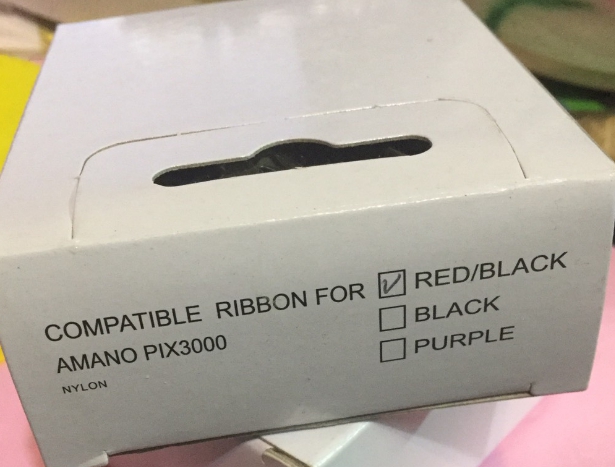 COMPATIBLE RIBBON FOR
AMANO PIX3000
NYLON
RED/BLACK
BLACK
PURPLE